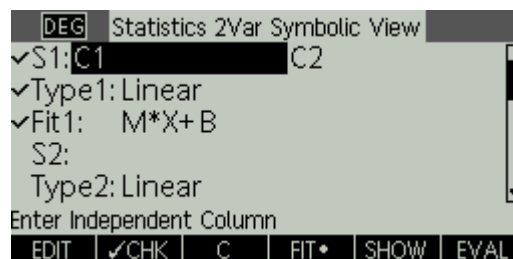 DEG Statistics 2Var Symbolic View
✓S1: C1 C2
✓Type1: Linear
✓Fit1: M*X+B
S2:
Type2: Linear
Enter Independent Column
EDIT ✓CHK C FIT• SHOW EVAL